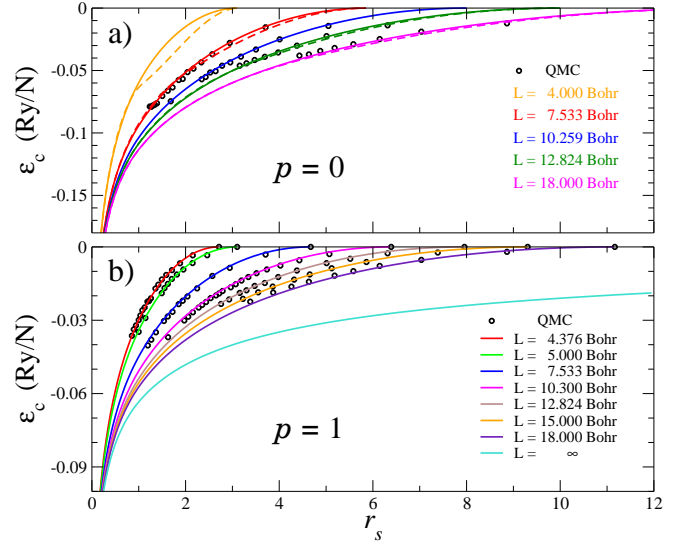 a)
0
-0.05
-0.1
-0.15
ε_c (Ry/N)
QMC
L = 4.000 Bohr
L = 7.533 Bohr
L = 10.259 Bohr
L = 12.824 Bohr
L = 18.000 Bohr
p = 0
b)
0
-0.03
-0.06
-0.09
ε_c (Ry/N)
QMC
L = 4.376 Bohr
L = 5.000 Bohr
L = 7.533 Bohr
L = 10.300 Bohr
L = 12.824 Bohr
L = 15.000 Bohr
L = 18.000 Bohr
L = ∞
p = 1
0 2 4 6 8 10 12
r_s